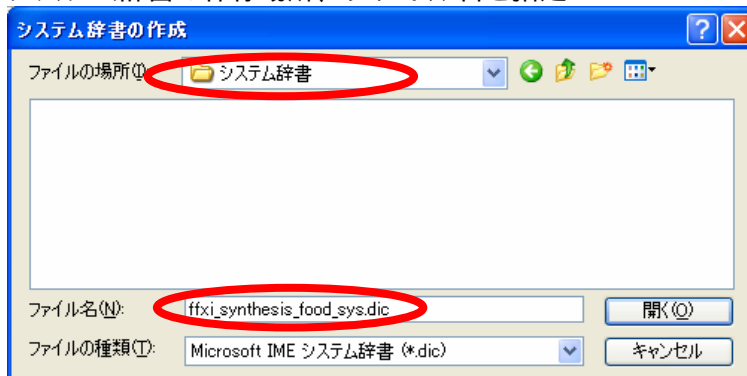 システム辞書の作成
ファイルの場所(I): システム辞書
ファイル名(N): ffxi_synthesis_food_sys.dic 開く(O)
ファイルの種類(T): Microsoft IME システム辞書 (*.dic) キャンセル